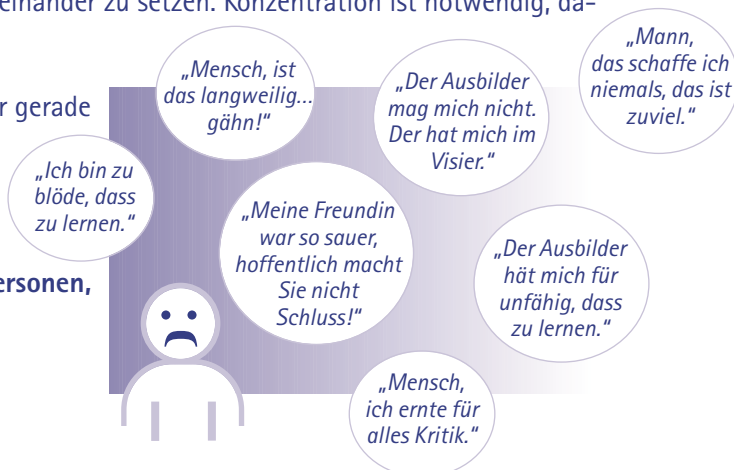 einander zu setzen. Konzentration ist notwendig, da-
r gerade
ersonen,
„Mensch, ist
das langweilig...
gähn!“
„Der Ausbilder
mag mich nicht.
Der hat mich im
Visier.“
„Mann,
das schaffe ich
niemals, das ist
zuviel.“
„Ich bin zu
blöde, dass
zu lernen.“
„Meine Freundin
war so sauer,
hoffentlich macht
Sie nicht
Schluss!“
„Der Ausbilder
hät mich für
unfähig, dass
zu lernen.“
„Mensch,
ich ernte für
alles Kritik.“